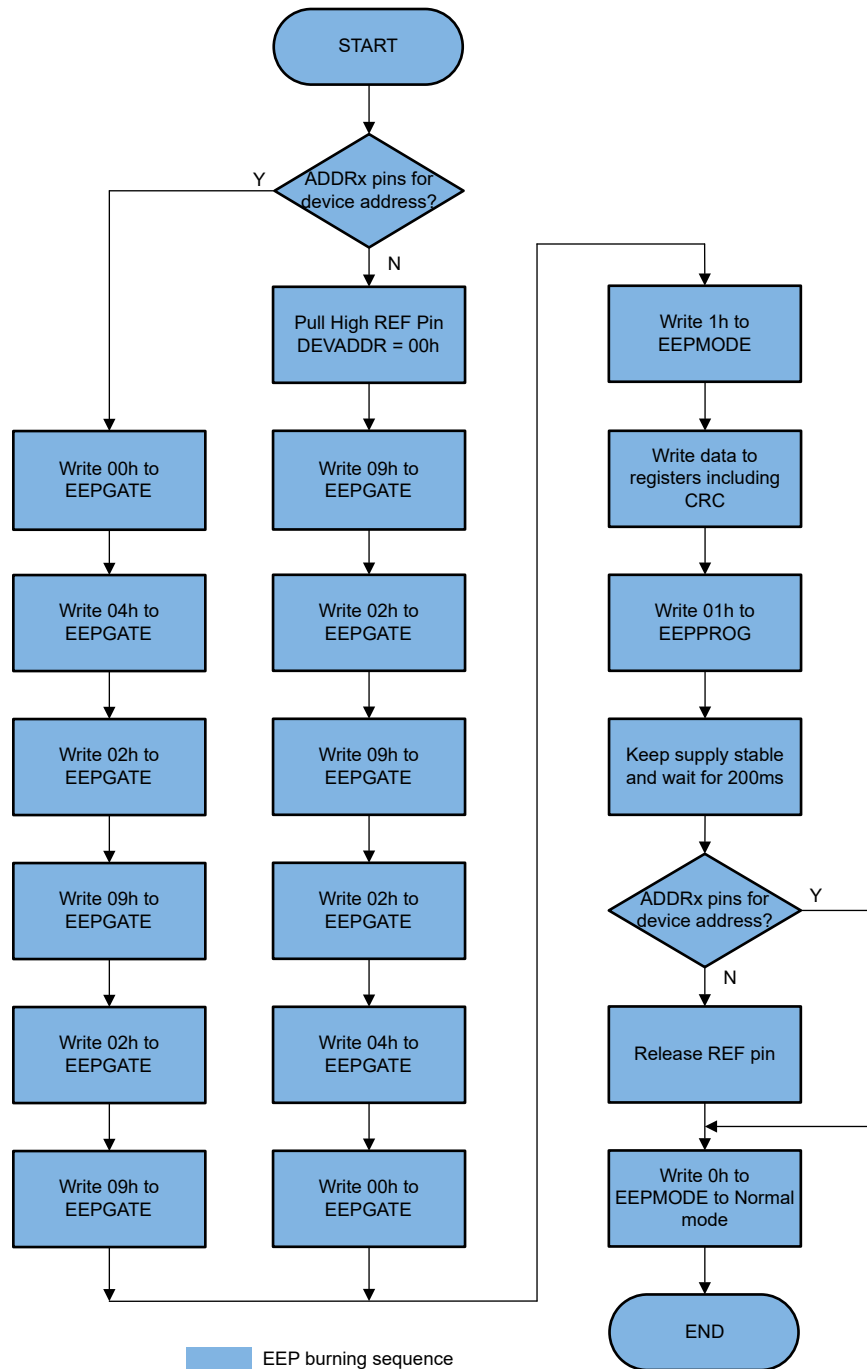 START
ADDRx pins for
device address?
Y
N
Pull High REF Pin
DEVADDR = 00h
Write 00h to
EEPGATE
Write 04h to
EEPGATE
Write 02h to
EEPGATE
Write 09h to
EEPGATE
Write 02h to
EEPGATE
Write 09h to
EEPGATE
Write 09h to
EEPGATE
Write 02h to
EEPGATE
Write 09h to
EEPGATE
Write 02h to
EEPGATE
Write 04h to
EEPGATE
Write 00h to
EEPGATE
Write 1h to
EEPMODE
Write data to
registers including
CRC
Write 01h to
EEPPROG
Keep supply stable
and wait for 200ms
ADDRx pins for
device address?
Y
N
Release REF pin
Write 0h to
EEPMODE to Normal
mode
END
EEP burning sequence